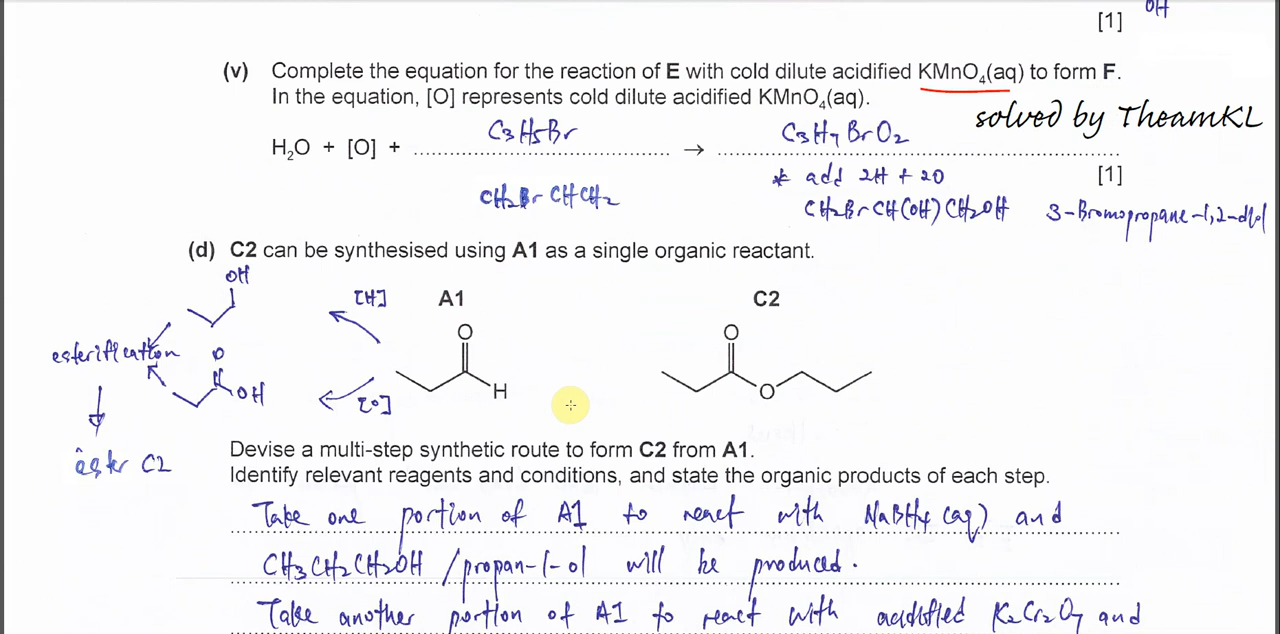 OH
[1]
(v) Complete the equation for the reaction of E with cold dilute acidified KMnO₄(aq) to form F.
In the equation, [O] represents cold dilute acidified KMnO₄(aq).
solved by TheamKL
H₂O + [O] + C₃H₅Br → C₃H₇BrO₂
* add 2H + 2O [1]
CH₂Br CHCH₂ CH₂Br CH(OH) CH₂OH 3-Bromopropane-1,2-diol
(d) C2 can be synthesised using A1 as a single organic reactant.
OH
[H] A1 C2
O O
esterification O
OH [O] H O
ester C2
Devise a multi-step synthetic route to form C2 from A1.
Identify relevant reagents and conditions, and state the organic products of each step.
Take one portion of A1 to react with NaBH₄ (aq) and
CH₃CH₂CH₂OH / propan-1-ol will be produced.
Take another portion of A1 to react with acidified K₂Cr₂O₇ and